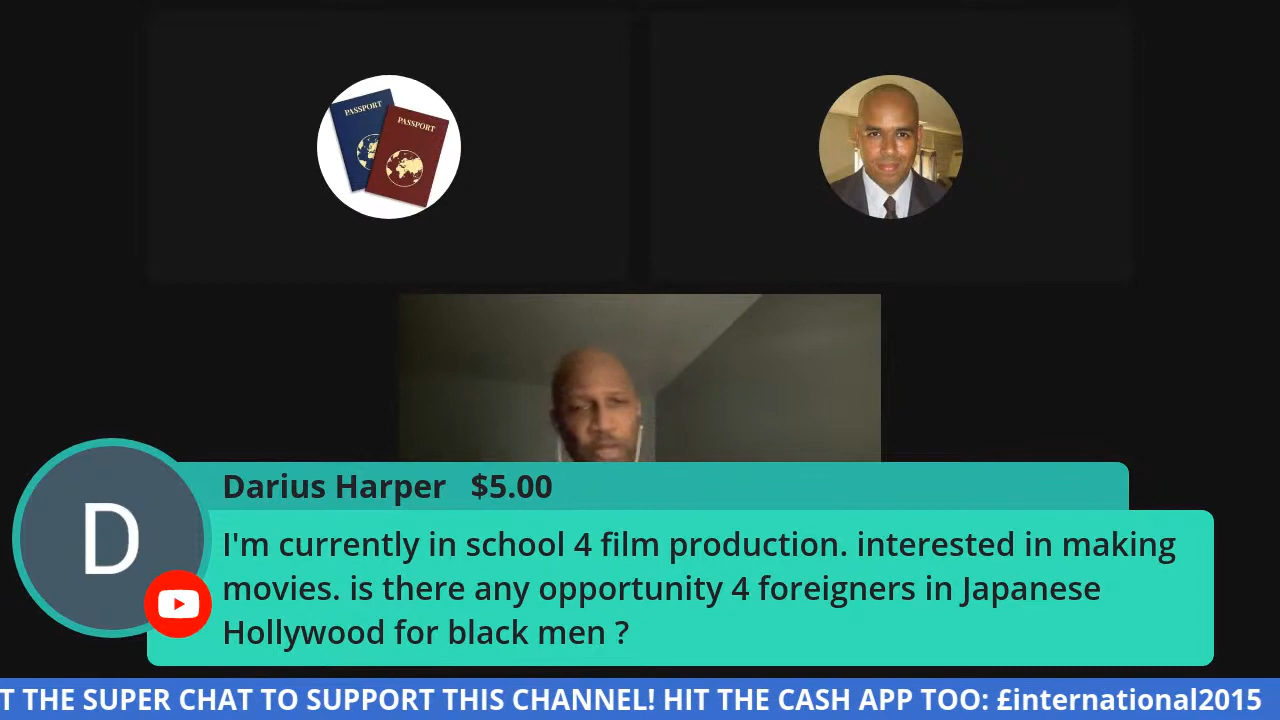 PASSPORT
PASSPORT
D
Darius Harper $5.00
I'm currently in school 4 film production. interested in making
movies. is there any opportunity 4 foreigners in Japanese
Hollywood for black men ?
T THE SUPER CHAT TO SUPPORT THIS CHANNEL! HIT THE CASH APP TOO: £international2015